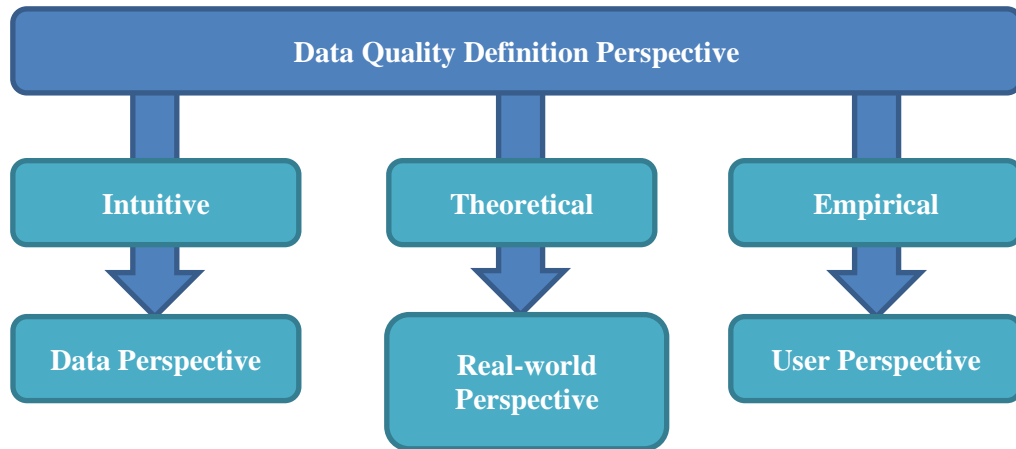 Data Quality Definition Perspective
Intuitive
Theoretical
Empirical
Data Perspective
Real-world
Perspective
User Perspective